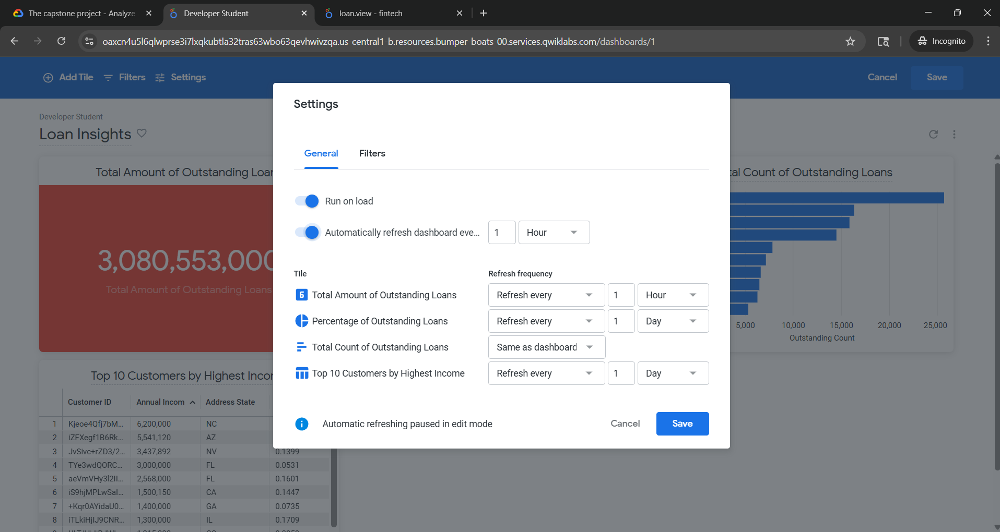 The capstone project - Analyze
Developer Student
loan.view - fintech
oaxcn4u5l6qlwprse3i7lxqkubtla32tras63wbo63qevhwivzqa.us-central1-b.resources.bumper-boats-00.services.qwiklabs.com/dashboards/1
Incognito
Add Tile
Filters
Settings
Cancel
Save
Developer Student
Loan Insights
Total Amount of Outstanding Loan
3,080,553,000
Total Amount of Outstanding Loans
tal Count of Outstanding Loans
5,000 10,000 15,000 20,000 25,000
Outstanding Count
Top 10 Customers by Highest Incom
Customer ID Annual Incom Address State
1 Kjeoe4Qfj7bM... 6,200,000 NC
2 iZFXegf1B6Rk... 5,541,120 AZ
3 JvSivc+rZD3/2... 3,437,892 NV 0.1399
4 TYe3wdQORC... 3,000,000 FL 0.0531
5 aeVmVHy3l2II... 2,568,000 FL 0.1601
6 iS9hjMPLwSal... 1,500,150 CA 0.1447
7 +Kqr0AYidaU0... 1,400,000 GA 0.0735
8 iTLkiHjIJ9CNR... 1,300,000 IL 0.1709
Settings
General
Filters
Run on load
Automatically refresh dashboard eve... 1 Hour
Tile Refresh frequency
6 Total Amount of Outstanding Loans Refresh every 1 Hour
Percentage of Outstanding Loans Refresh every 1 Day
Total Count of Outstanding Loans Same as dashboard
Top 10 Customers by Highest Income Refresh every 1 Day
Automatic refreshing paused in edit mode
Cancel
Save